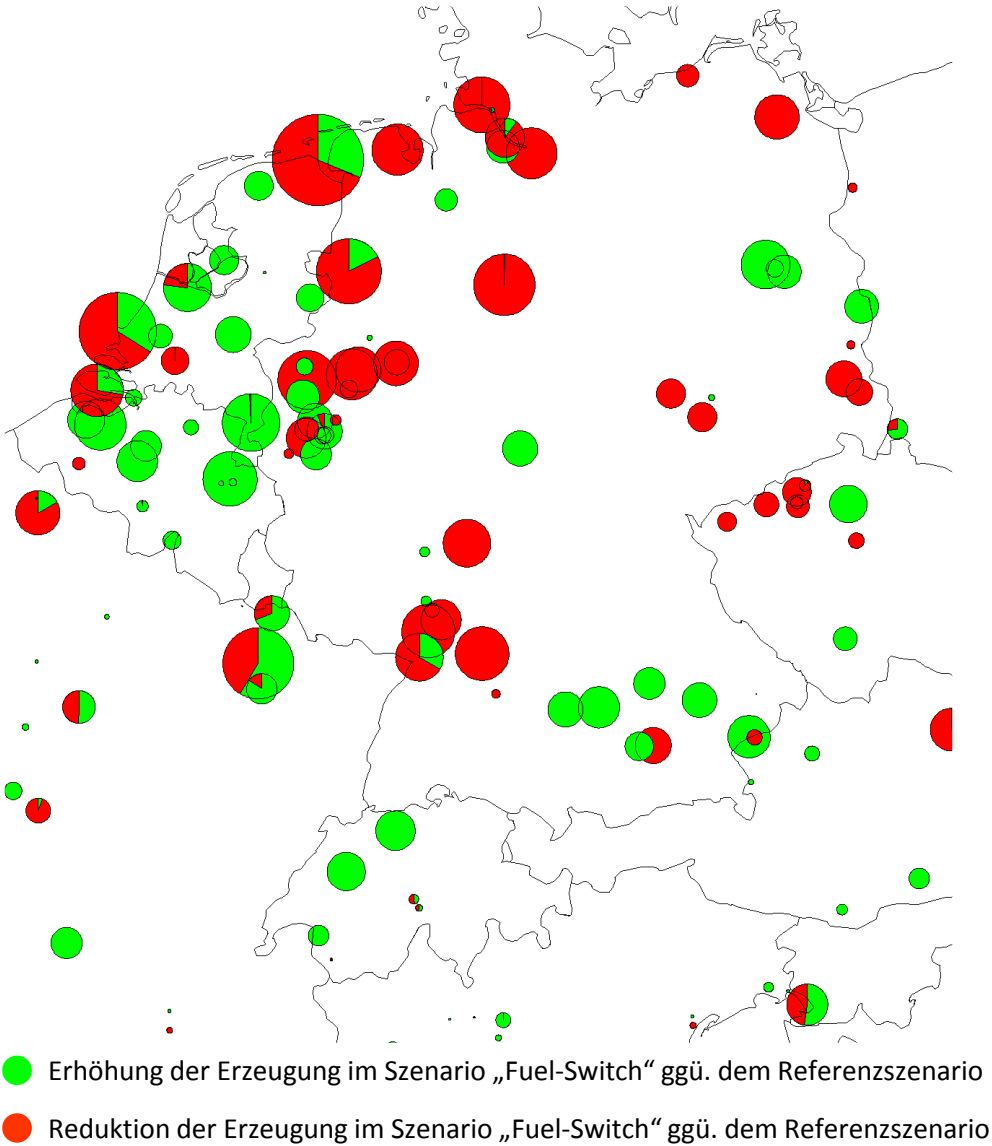 Erhöhung der Erzeugung im Szenario „Fuel-Switch“ ggü. dem Referenzszenario
Reduktion der Erzeugung im Szenario „Fuel-Switch“ ggü. dem Referenzszenario